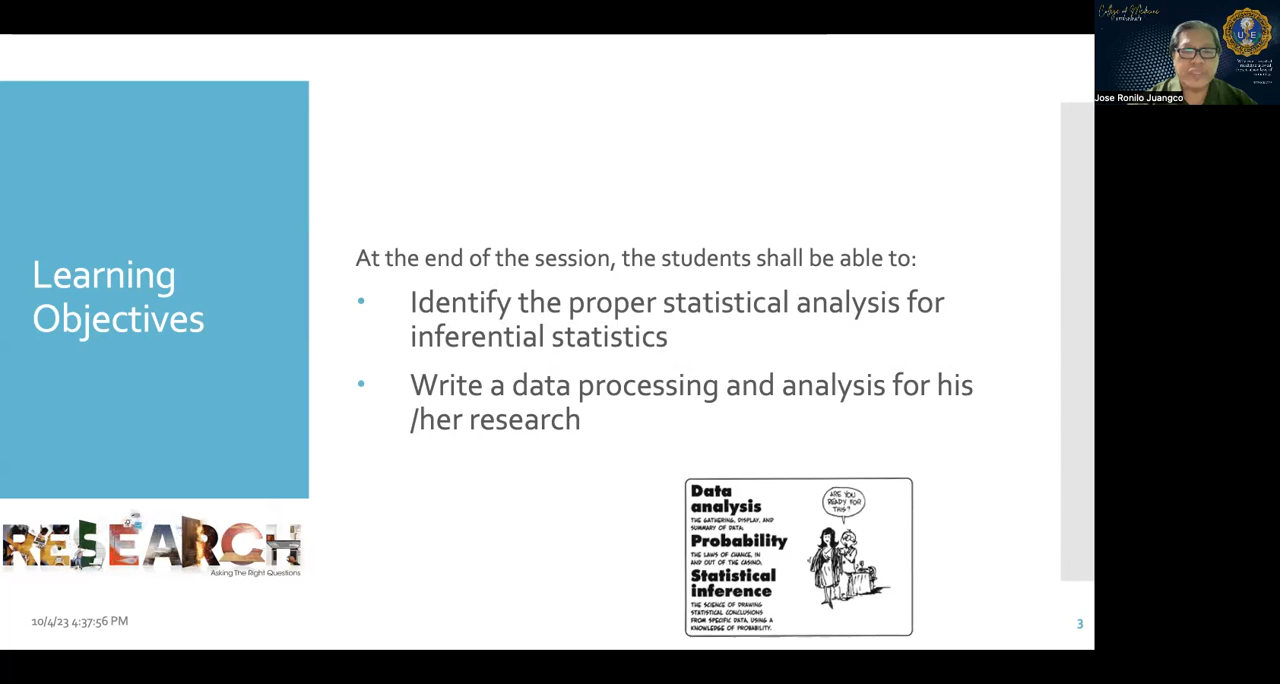 College of Medicine
Jose Ronilo Juangco
Learning
Objectives
At the end of the session, the students shall be able to:
• Identify the proper statistical analysis for
inferential statistics
• Write a data processing and analysis for his
/her research
Data
analysis
THE GATHERING, DISPLAY, AND
SUMMARY OF DATA;
Probability
THE LAWS OF CHANCE, IN
AND OUT OF THE CASINO;
Statistical
inference
THE SCIENCE OF DRAWING
STATISTICAL CONCLUSIONS
FROM SPECIFIC DATA, USING A
KNOWLEDGE OF PROBABILITY.
ARE YOU
READY FOR
THIS?
RESEARCH
Asking The Right Questions
10/4/23 4:37:56 PM
3